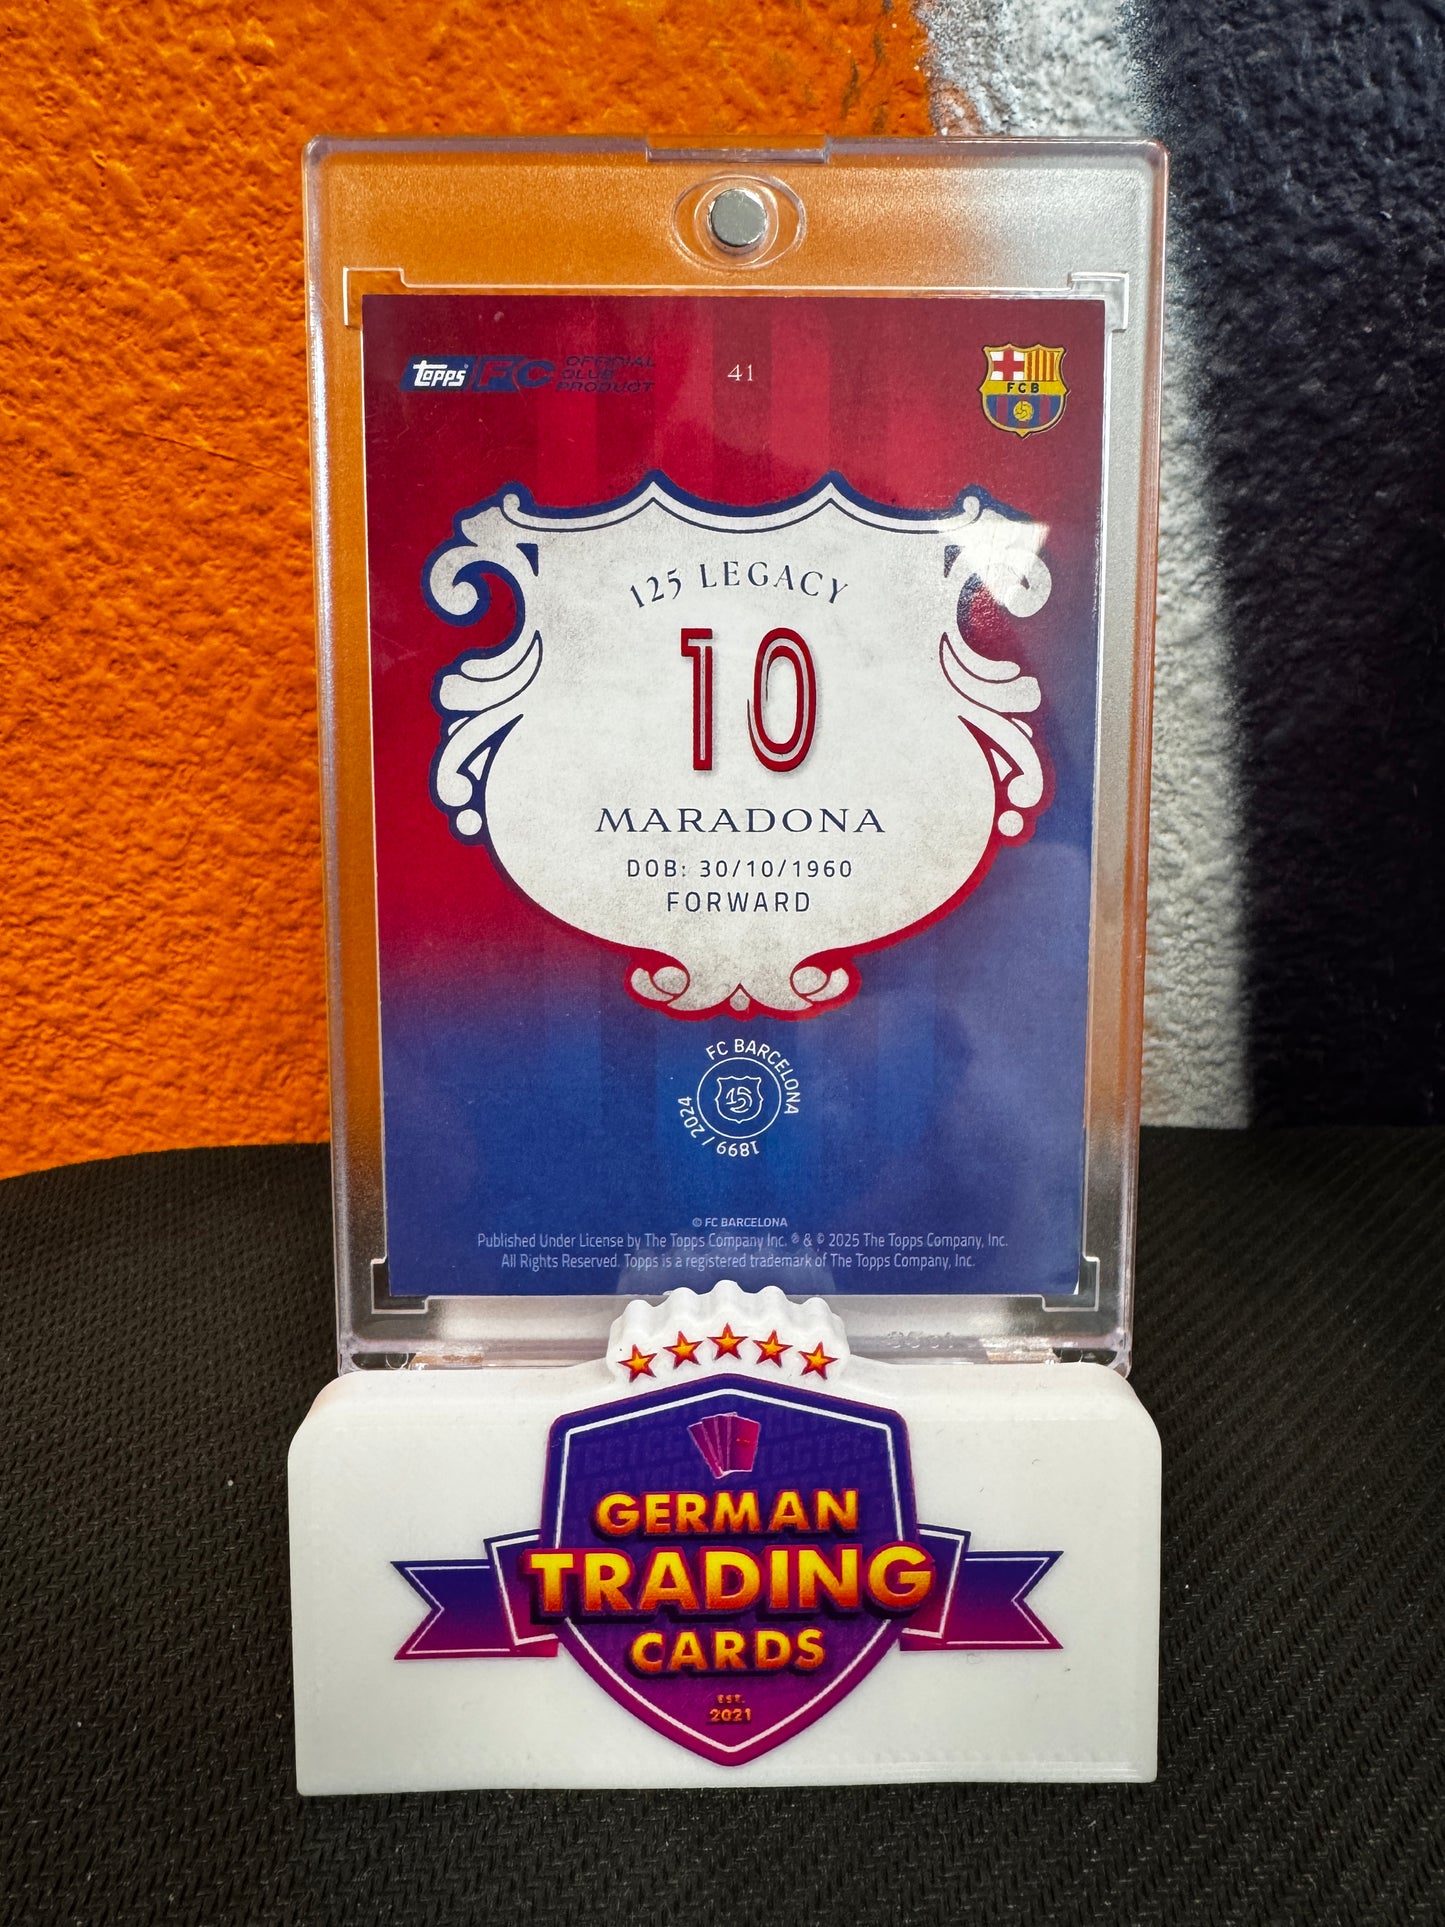 topps FC OFFICIAL
CLUB
PRODUCT
41
FCB
125 LEGACY
10
MARADONA
DOB: 30/10/1960
FORWARD
FC BARCELONA
1899 / 2024
© FC BARCELONA
Published Under License by The Topps Company Inc. ® & © 2025 The Topps Company, Inc.
All Rights Reserved. Topps is a registered trademark of The Topps Company, Inc.
GERMAN
TRADING
CARDS
EST.
2021